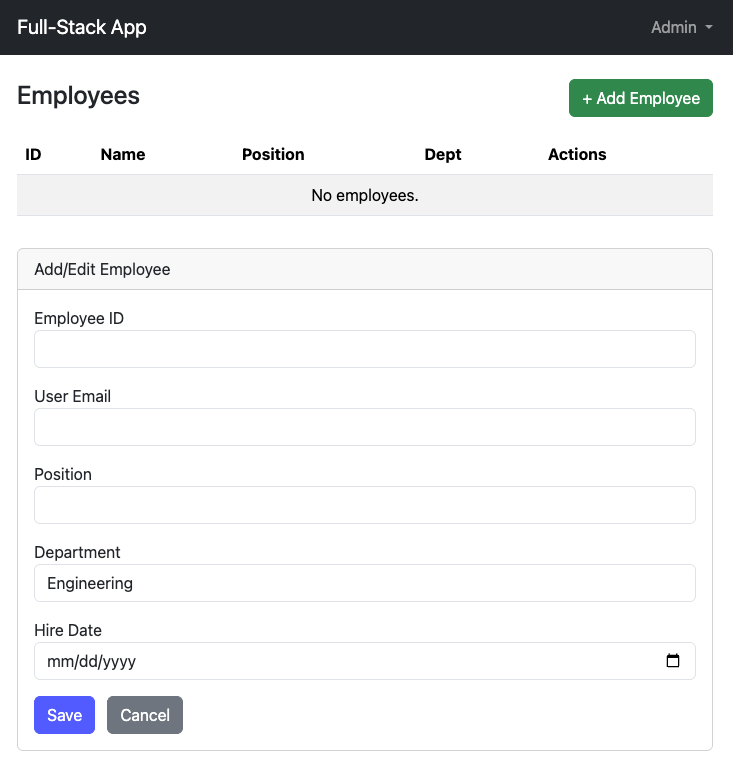 Full-Stack App Admin
Employees + Add Employee
ID Name Position Dept Actions
No employees.
Add/Edit Employee
Employee ID
User Email
Position
Department
Engineering
Hire Date
mm/dd/yyyy
Save Cancel